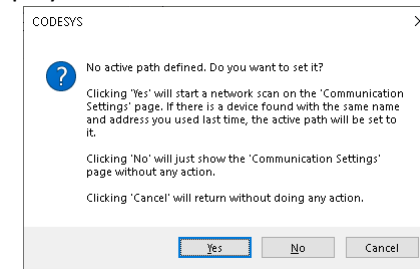 CODESYS
No active path defined. Do you want to set it?
Clicking 'Yes' will start a network scan on the 'Communication
Settings' page. If there is a device found with the same name
and address you used last time, the active path will be set to
it.
Clicking 'No' will just show the 'Communication Settings'
page without any action.
Clicking 'Cancel' will return without doing any action.
Yes
No
Cancel